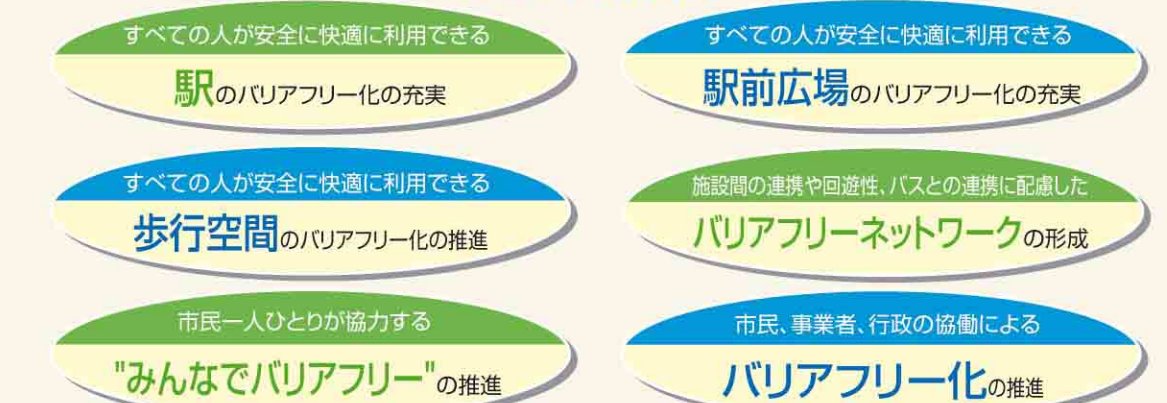 すべての人が安全に快適に利用できる
駅のバリアフリー化の充実
すべての人が安全に快適に利用できる
駅前広場のバリアフリー化の充実
すべての人が安全に快適に利用できる
歩行空間のバリアフリー化の推進
施設間の連携や回遊性、バスとの連携に配慮した
バリアフリーネットワークの形成
市民一人ひとりが協力する
"みんなでバリアフリー"の推進
市民、事業者、行政の協働による
バリアフリー化の推進